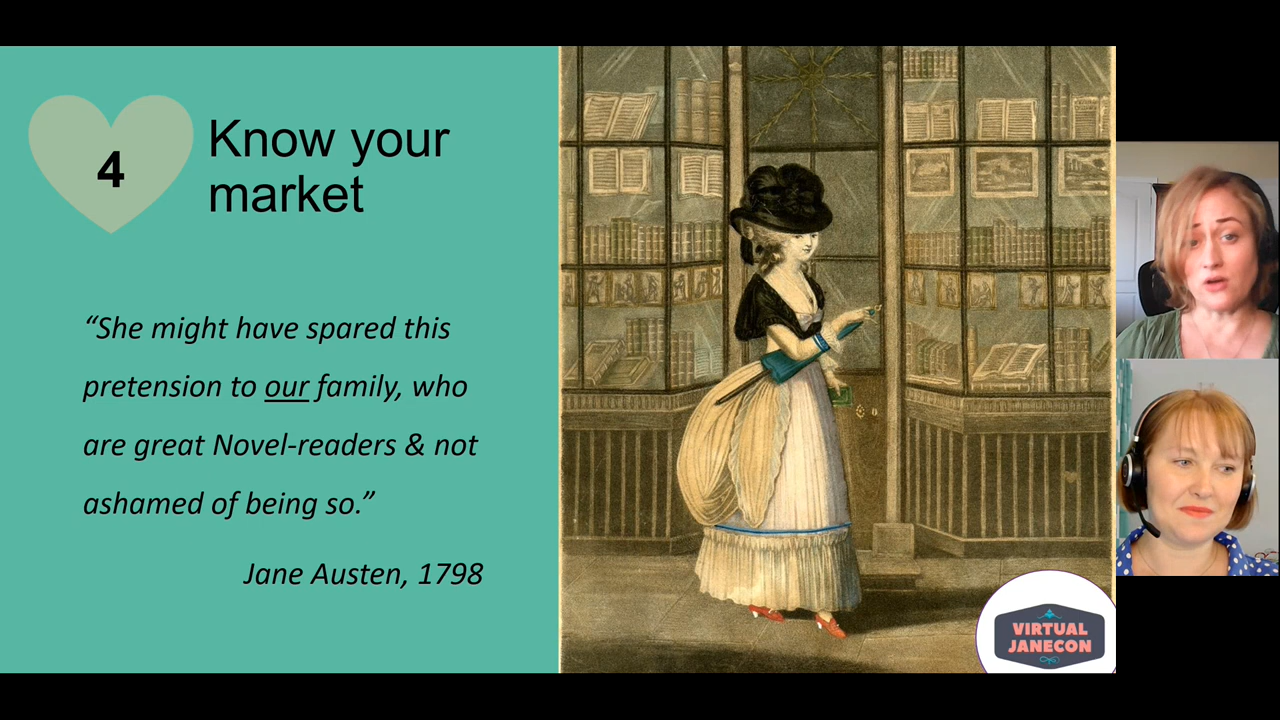 4
Know your
market
“She might have spared this
pretension to our family, who
are great Novel-readers & not
ashamed of being so.”
Jane Austen, 1798
VIRTUAL
JANECON